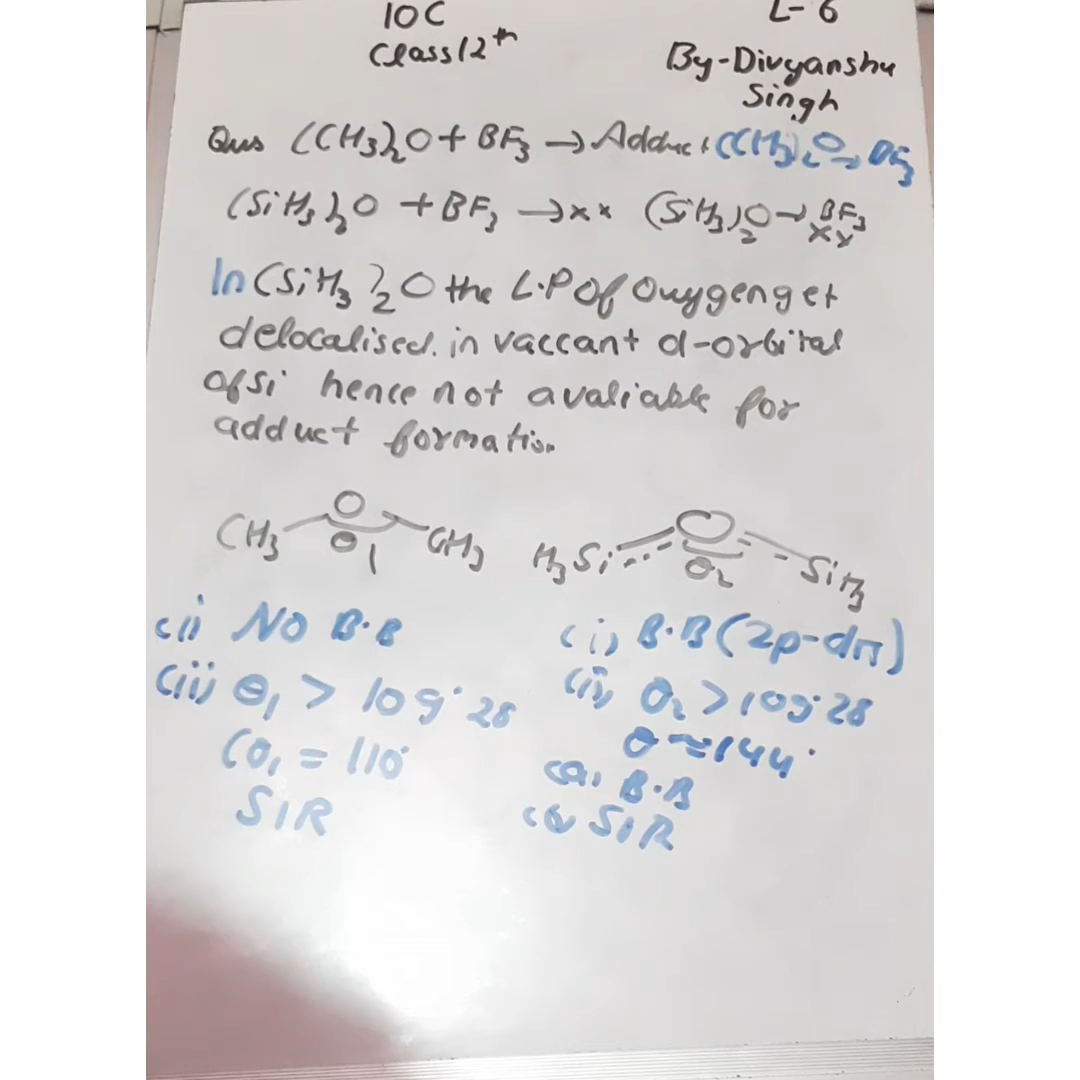 IOC
L-6
Class 12th
By-Divyanshu
Singh
Qus (CH3)2O + BF3 → Adduct (CH3)2O→BF3
(SiH3)2O + BF3 →×× (SiH3)2O→BF3
××
In (SiH3)2O the L.P Of Oxygen get
delocalised. in vaccant d-orbital
of Si hence not avaliable for
adduct formation
CH3 O CH3
θ1
H3Si O SiH3
θ2
(i) NO B.B
(ii) θ1 > 109°28
(θ1 = 110°
SIR
(i) B.B (2p-dπ)
(ii) θ2 > 109°28
θ ≈ 144°
(a) B.B
(b) SIR